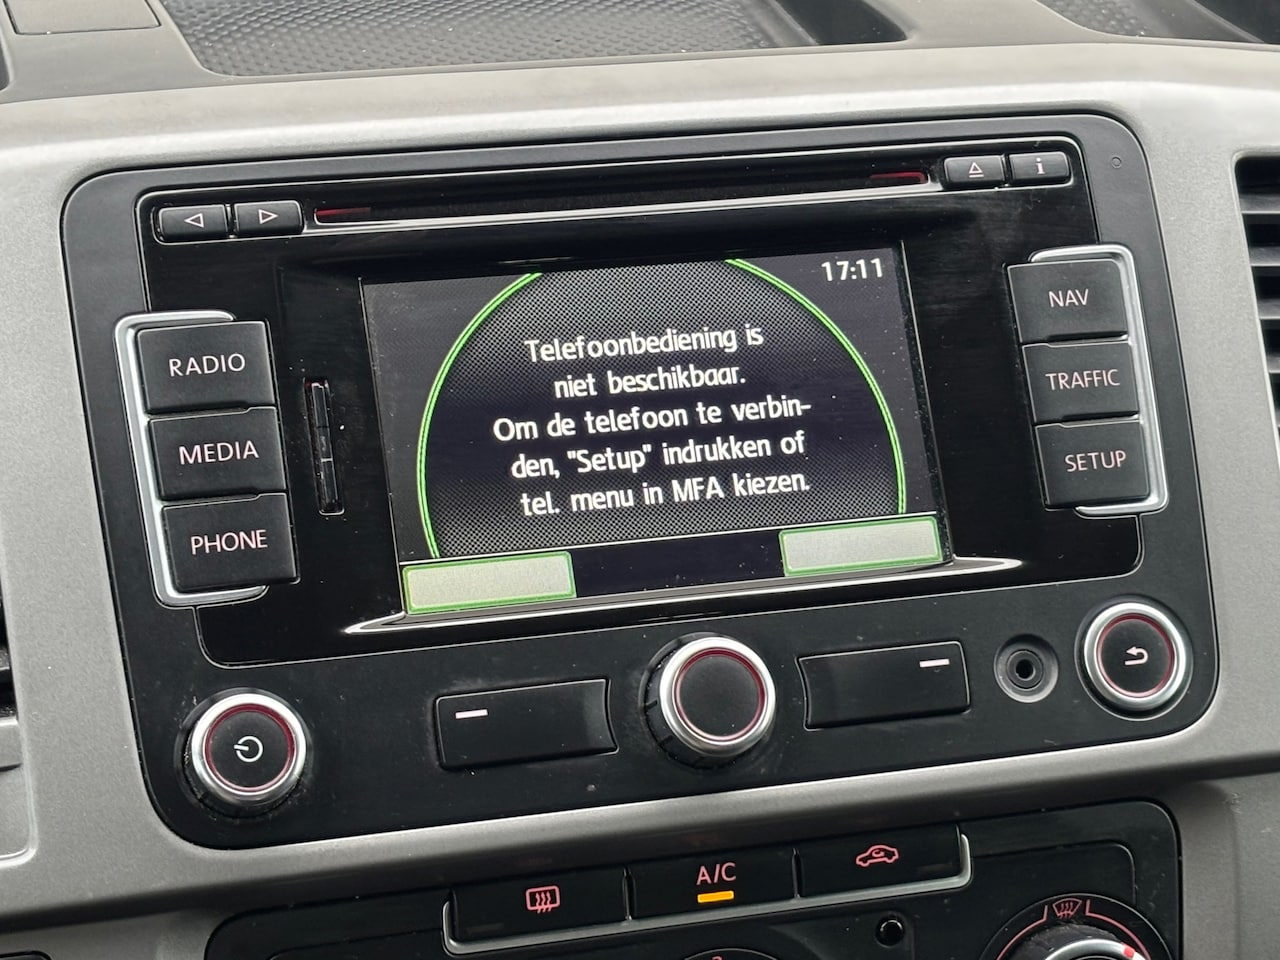 17:11
Telefoonbediening is
niet beschikbaar.
Om de telefoon te verbin-
den, "Setup" indrukken of
tel. menu in MFA kiezen.
RADIO
MEDIA
PHONE
NAV
TRAFFIC
SETUP
A/C